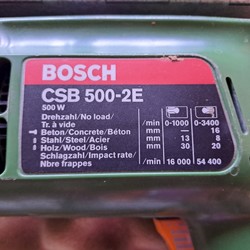 BOSCH
CSB 500-2E
500 W
Drehzahl/No load/ /min 0-1000 0-3400
Tr. à vide
Beton/Concrete/Béton mm — 16
Stahl/Steel/Acier mm 13 8
Holz/Wood/Bois mm 30 20
Schlagzahl/Impact rate/
Nbre frappes /min 16 000 54 400